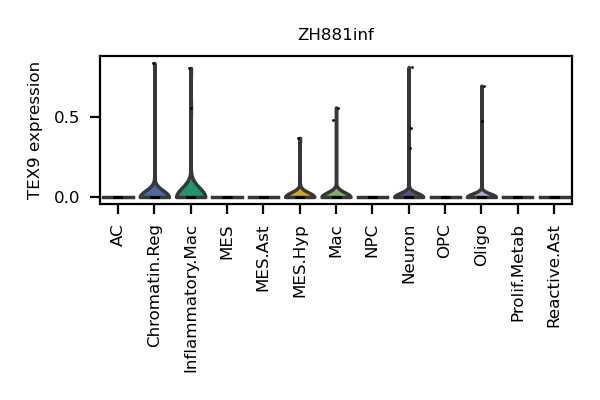 ZH881inf
TEX9 expression
0.5
0.0
AC
Chromatin.Reg
Inflammatory.Mac
MES
MES.Ast
MES.Hyp
Mac
NPC
Neuron
OPC
Oligo
Prolif.Metab
Reactive.Ast